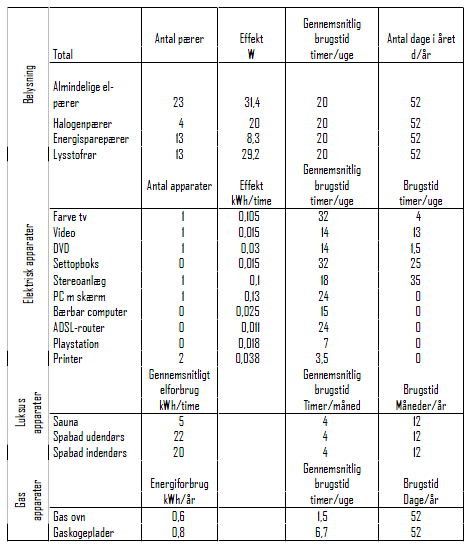 Belysning
Total Antal pærer Effekt W Gennemsnitlig brugstid timer/uge Antal dage i året d/år
Almindelige el-pærer 23 31,4 20 52
Halogenpærer 4 20 20 52
Energisparepærer 13 8,3 20 52
Lysstofrør 13 29,2 20 52
Elektrisk apparater
Antal apparater Effekt kWh/time Gennemsnitlig brugstid timer/uge Brugstid timer/uge
Farve tv 1 0,105 32 4
Video 1 0,015 14 13
DVD 1 0,03 14 1,5
Settopboks 0 0,015 32 25
Stereoanlæg 1 0,1 18 35
PC m skærm 1 0,13 24 0
Bærbar computer 0 0,025 15 0
ADSL-router 0 0,011 24 0
Playstation 0 0,018 7 0
Printer 2 0,038 3,5 0
Luksus apparater
Gennemsnitligt elforbrug kWh/time Gennemsnitlig brugstid Timer/måned Brugstid Måneder/år
Sauna 5 4 12
Spabad udendørs 22 4 12
Spabad indendørs 20 4 12
Gas apparater
Energiforbrug kWh/år Gennemsnitlig brugstid timer/uge Brugstid Dage/år
Gas ovn 0,6 1,5 52
Gaskogeplader 0,8 6,7 52